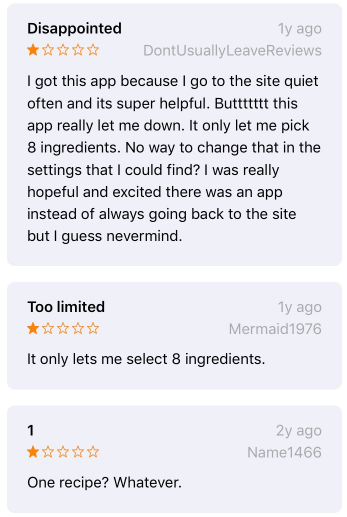 Disappointed 1y ago
DontUsuallyLeaveReviews
I got this app because I go to the site quiet
often and its super helpful. Buttttttt this
app really let me down. It only let me pick
8 ingredients. No way to change that in the
settings that I could find? I was really
hopeful and excited there was an app
instead of always going back to the site
but I guess nevermind.
Too limited 1y ago
Mermaid1976
It only lets me select 8 ingredients.
1 2y ago
Name1466
One recipe? Whatever.